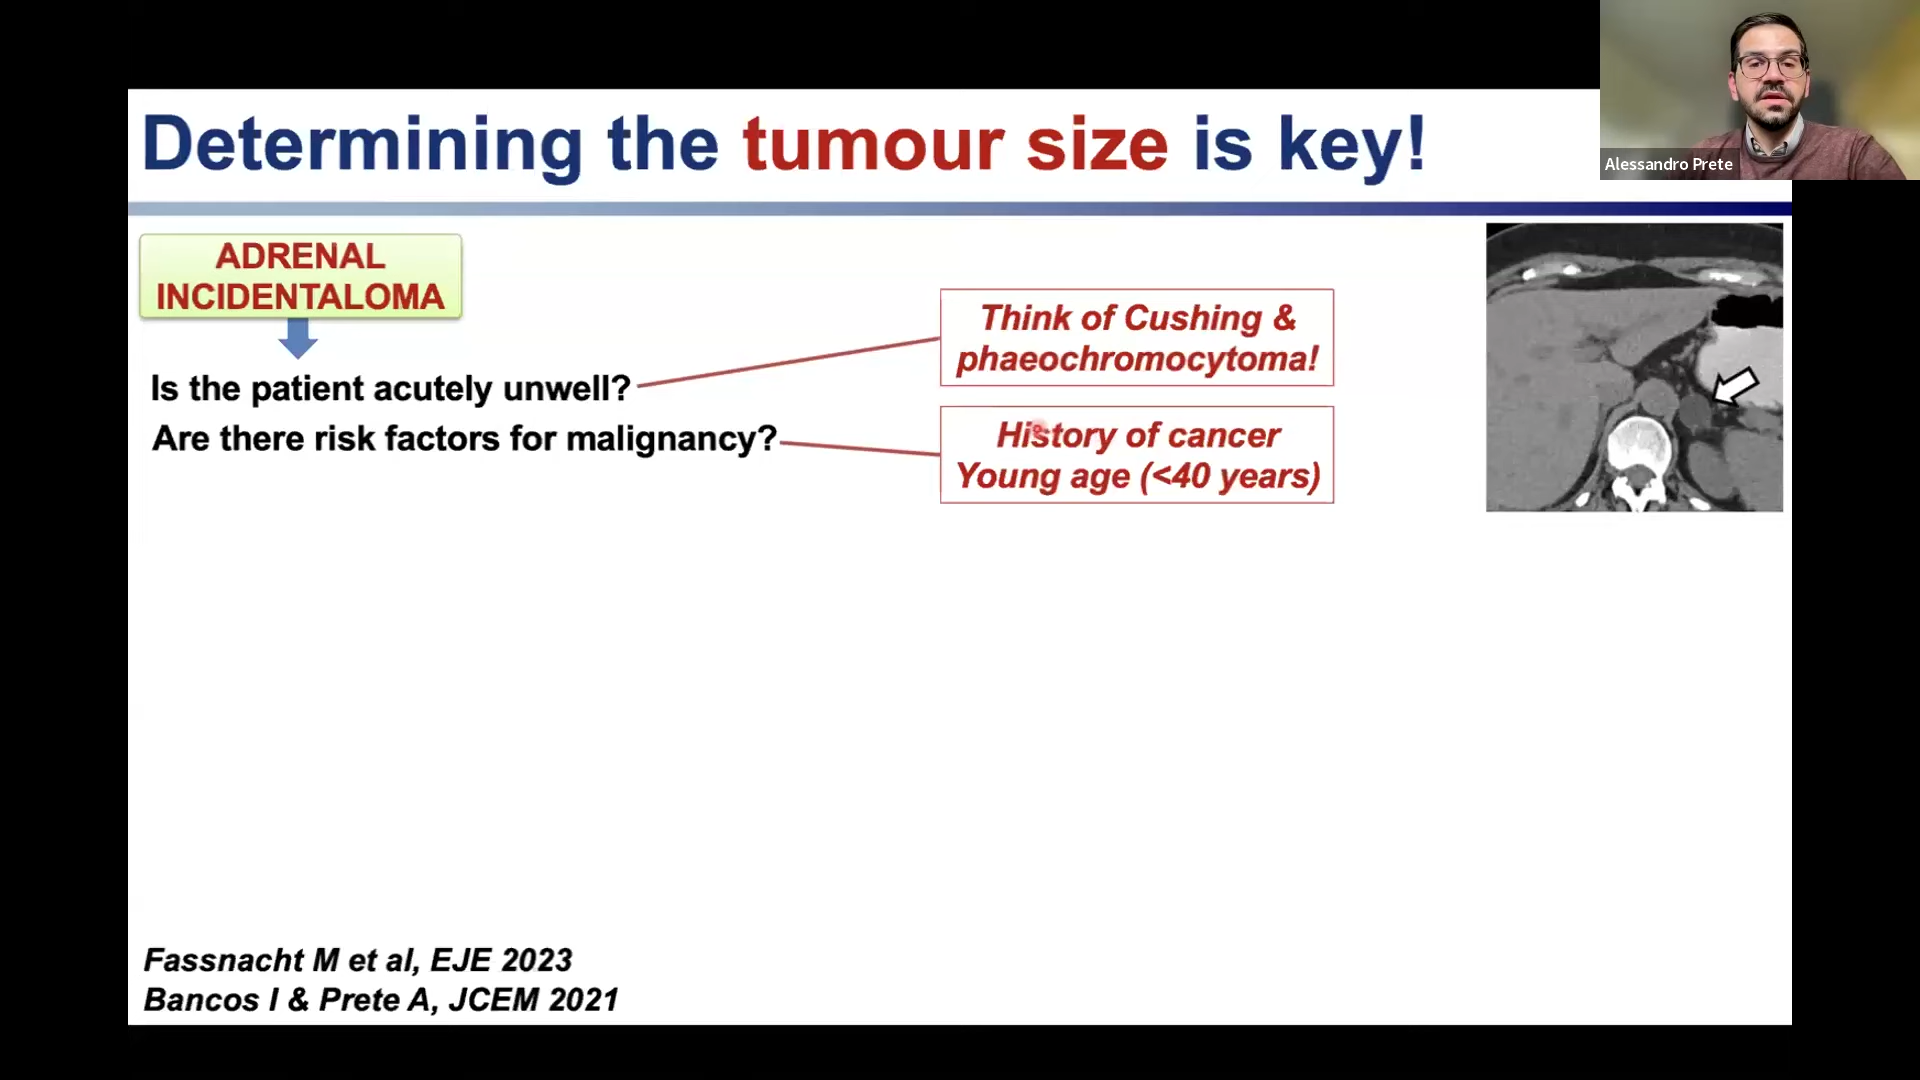 Determining the tumour size is key!
Alessandro Prete
ADRENAL
INCIDENTALOMA
Is the patient acutely unwell?
Think of Cushing &
phaeochromocytoma!
Are there risk factors for malignancy?
History of cancer
Young age (<40 years)
Fassnacht M et al, EJE 2023
Bancos I & Prete A, JCEM 2021